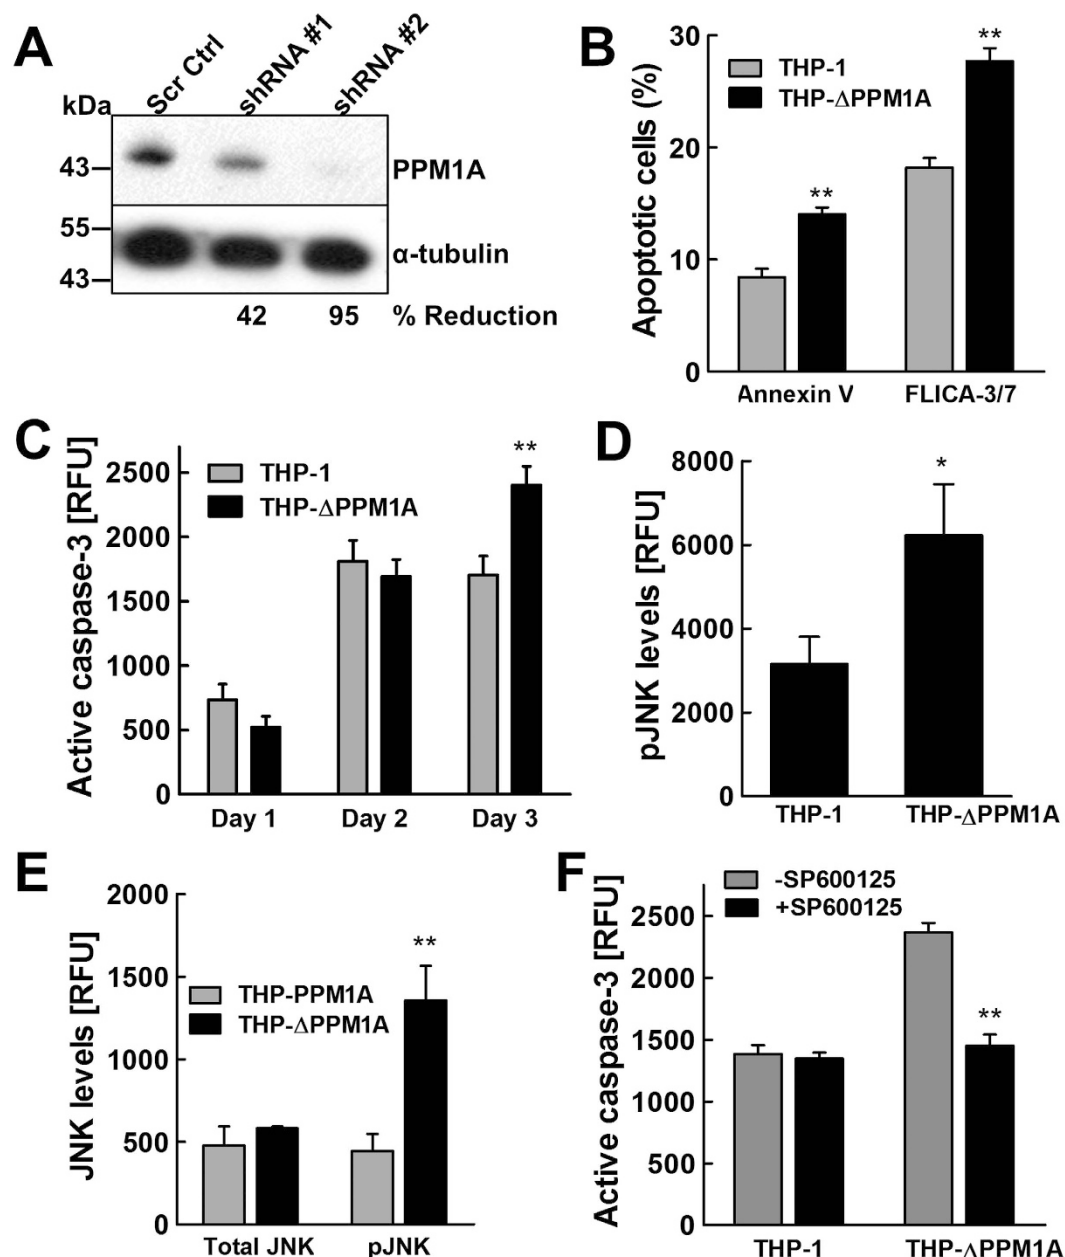 A
Scr Ctrl
shRNA #1
shRNA #2
kDa
43
PPM1A
55
α-tubulin
43
42 95 % Reduction
B
Apoptotic cells (%)
30
20
10
0
THP-1
THP-ΔPPM1A
**
**
Annexin V FLICA-3/7
C
Active caspase-3 [RFU]
2500
2000
1500
1000
500
0
THP-1
THP-ΔPPM1A
**
Day 1 Day 2 Day 3
D
pJNK levels [RFU]
8000
6000
4000
2000
0
*
THP-1 THP-ΔPPM1A
E
JNK levels [RFU]
2000
1500
1000
500
0
THP-PPM1A
THP-ΔPPM1A
**
Total JNK pJNK
F
Active caspase-3 [RFU]
2500
2000
1500
1000
500
0
-SP600125
+SP600125
**
THP-1 THP-ΔPPM1A